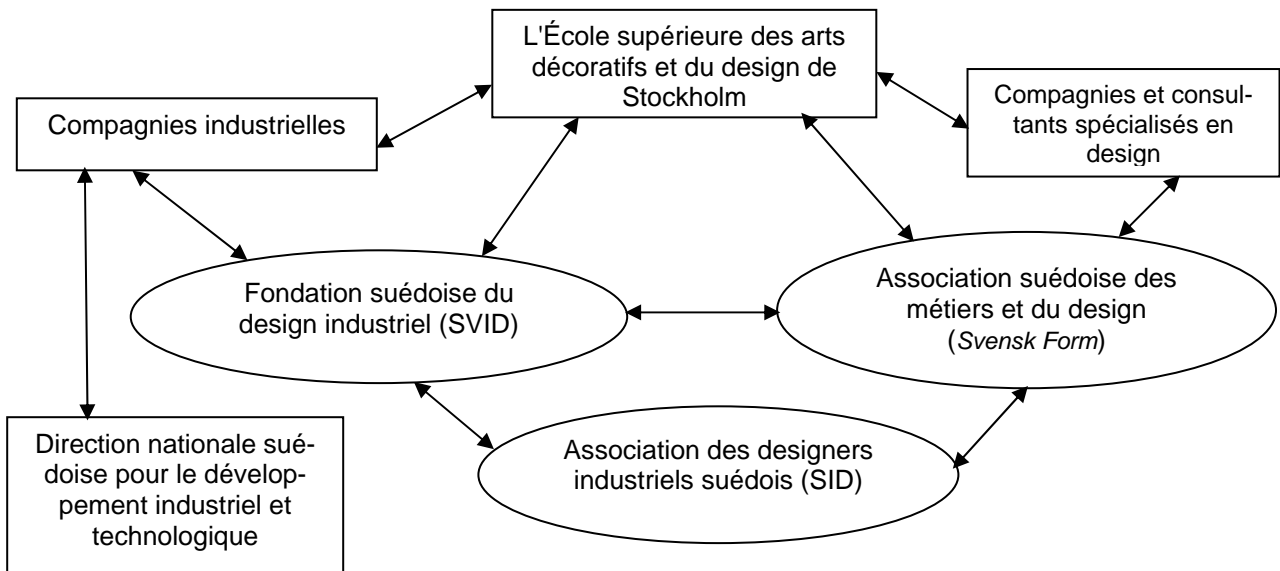 L'École supérieure des arts
décoratifs et du design de
Stockholm
Compagnies industrielles
Compagnies et consul-
tants spécialisés en
design
Fondation suédoise du
design industriel (SVID)
Association suédoise des
métiers et du design
(Svensk Form)
Direction nationale sué-
doise pour le dévelop-
pement industriel et
technologique
Association des designers
industriels suédois (SID)